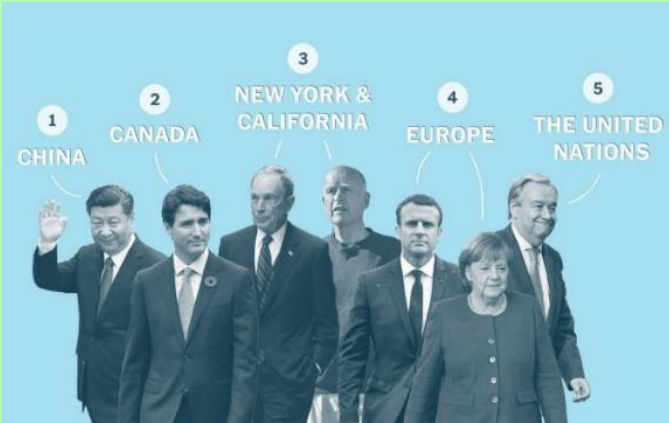 1
CHINA
2
CANADA
3
NEW YORK &
CALIFORNIA
4
EUROPE
5
THE UNITED
NATIONS